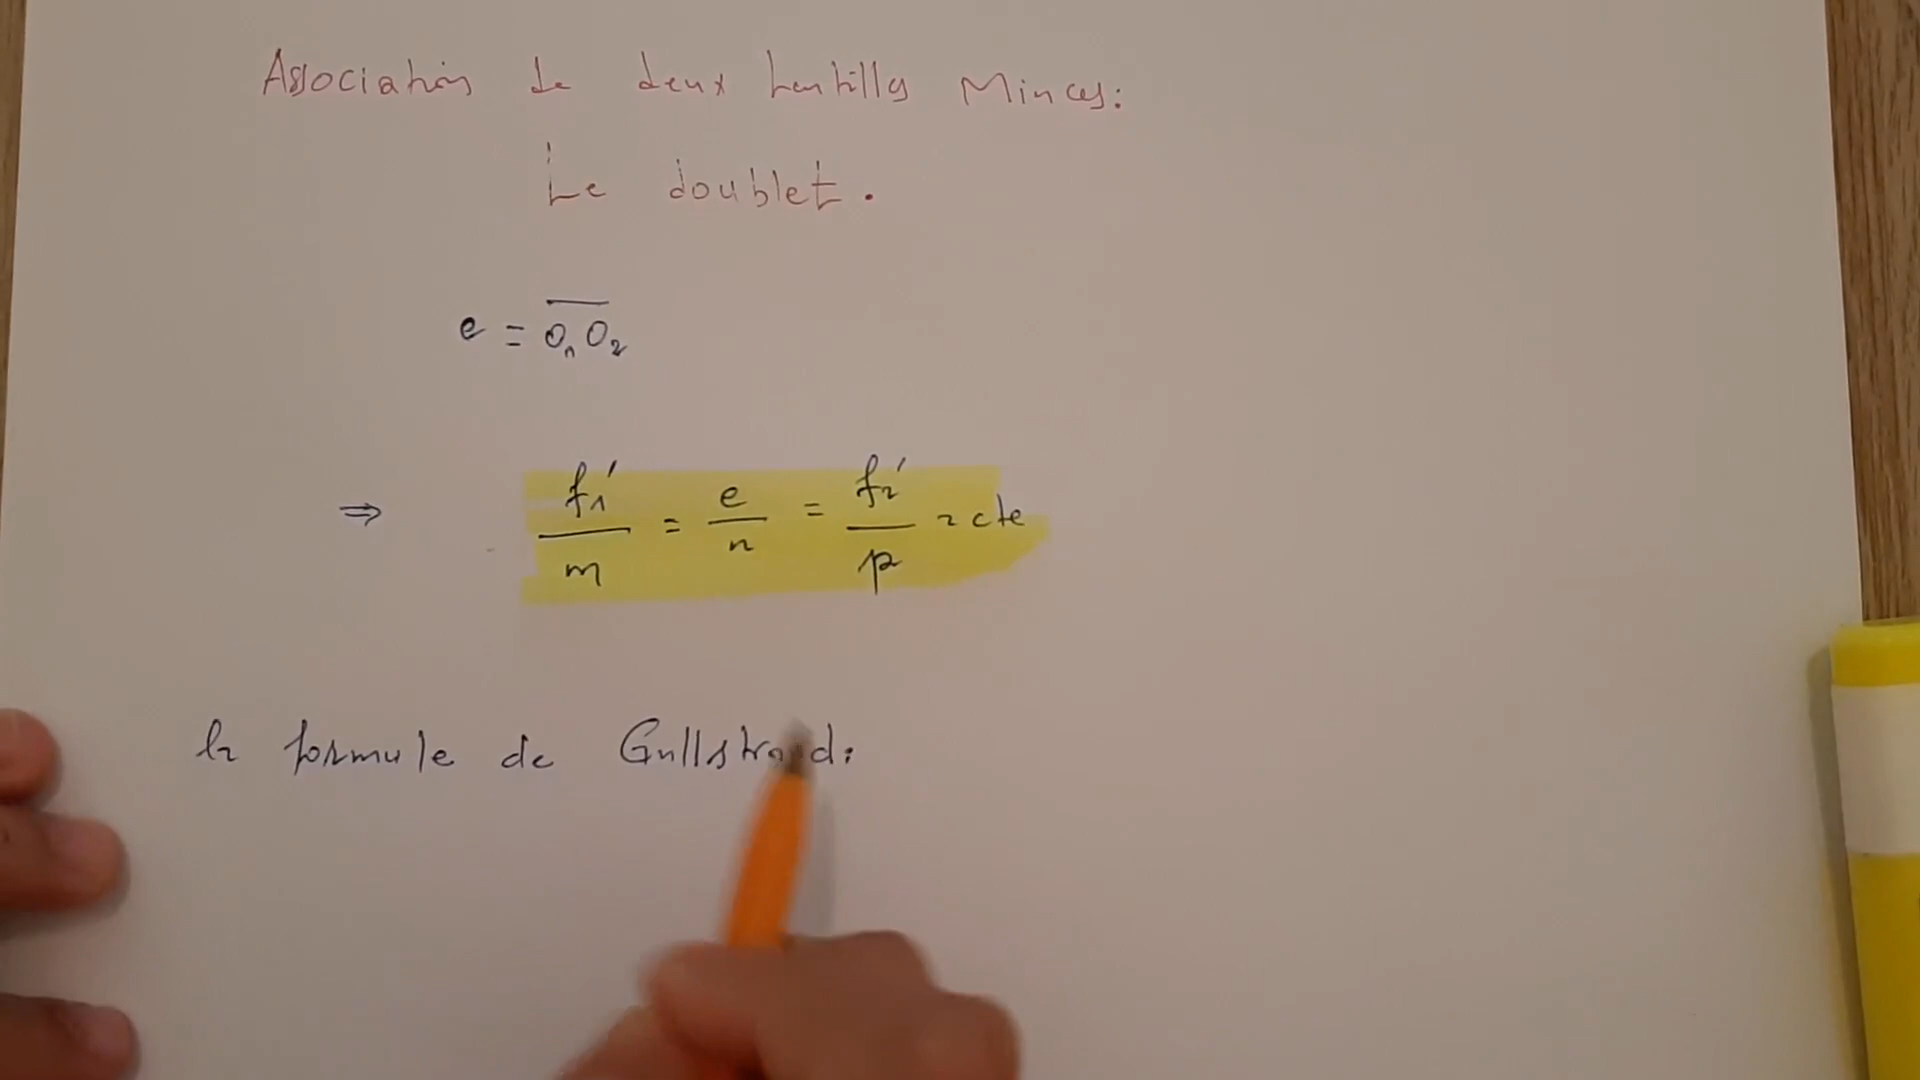 Association de deux lentilles Minces:
Le doublet.
e = O₁O₂
⇒ f₁'/m = e/n = f₂'/p = cte
la formule de Gullstrand: